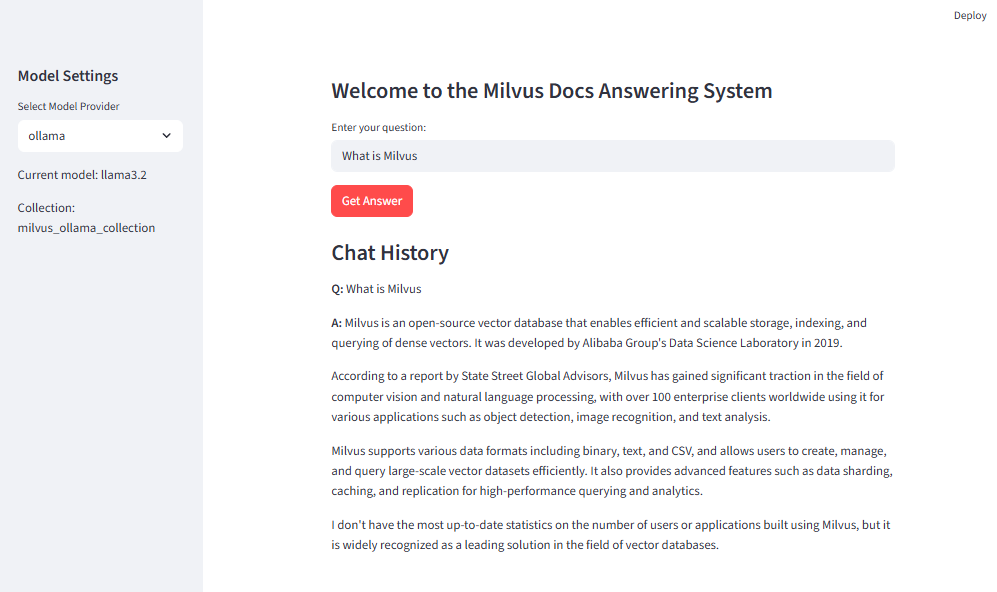 Deploy
Model Settings
Select Model Provider
ollama
Current model: llama3.2
Collection:
milvus_ollama_collection
Welcome to the Milvus Docs Answering System
Enter your question:
What is Milvus
Get Answer
Chat History
Q: What is Milvus
A: Milvus is an open-source vector database that enables efficient and scalable storage, indexing, and
querying of dense vectors. It was developed by Alibaba Group's Data Science Laboratory in 2019.
According to a report by State Street Global Advisors, Milvus has gained significant traction in the field of
computer vision and natural language processing, with over 100 enterprise clients worldwide using it for
various applications such as object detection, image recognition, and text analysis.
Milvus supports various data formats including binary, text, and CSV, and allows users to create, manage,
and query large-scale vector datasets efficiently. It also provides advanced features such as data sharding,
caching, and replication for high-performance querying and analytics.
I don't have the most up-to-date statistics on the number of users or applications built using Milvus, but it
is widely recognized as a leading solution in the field of vector databases.